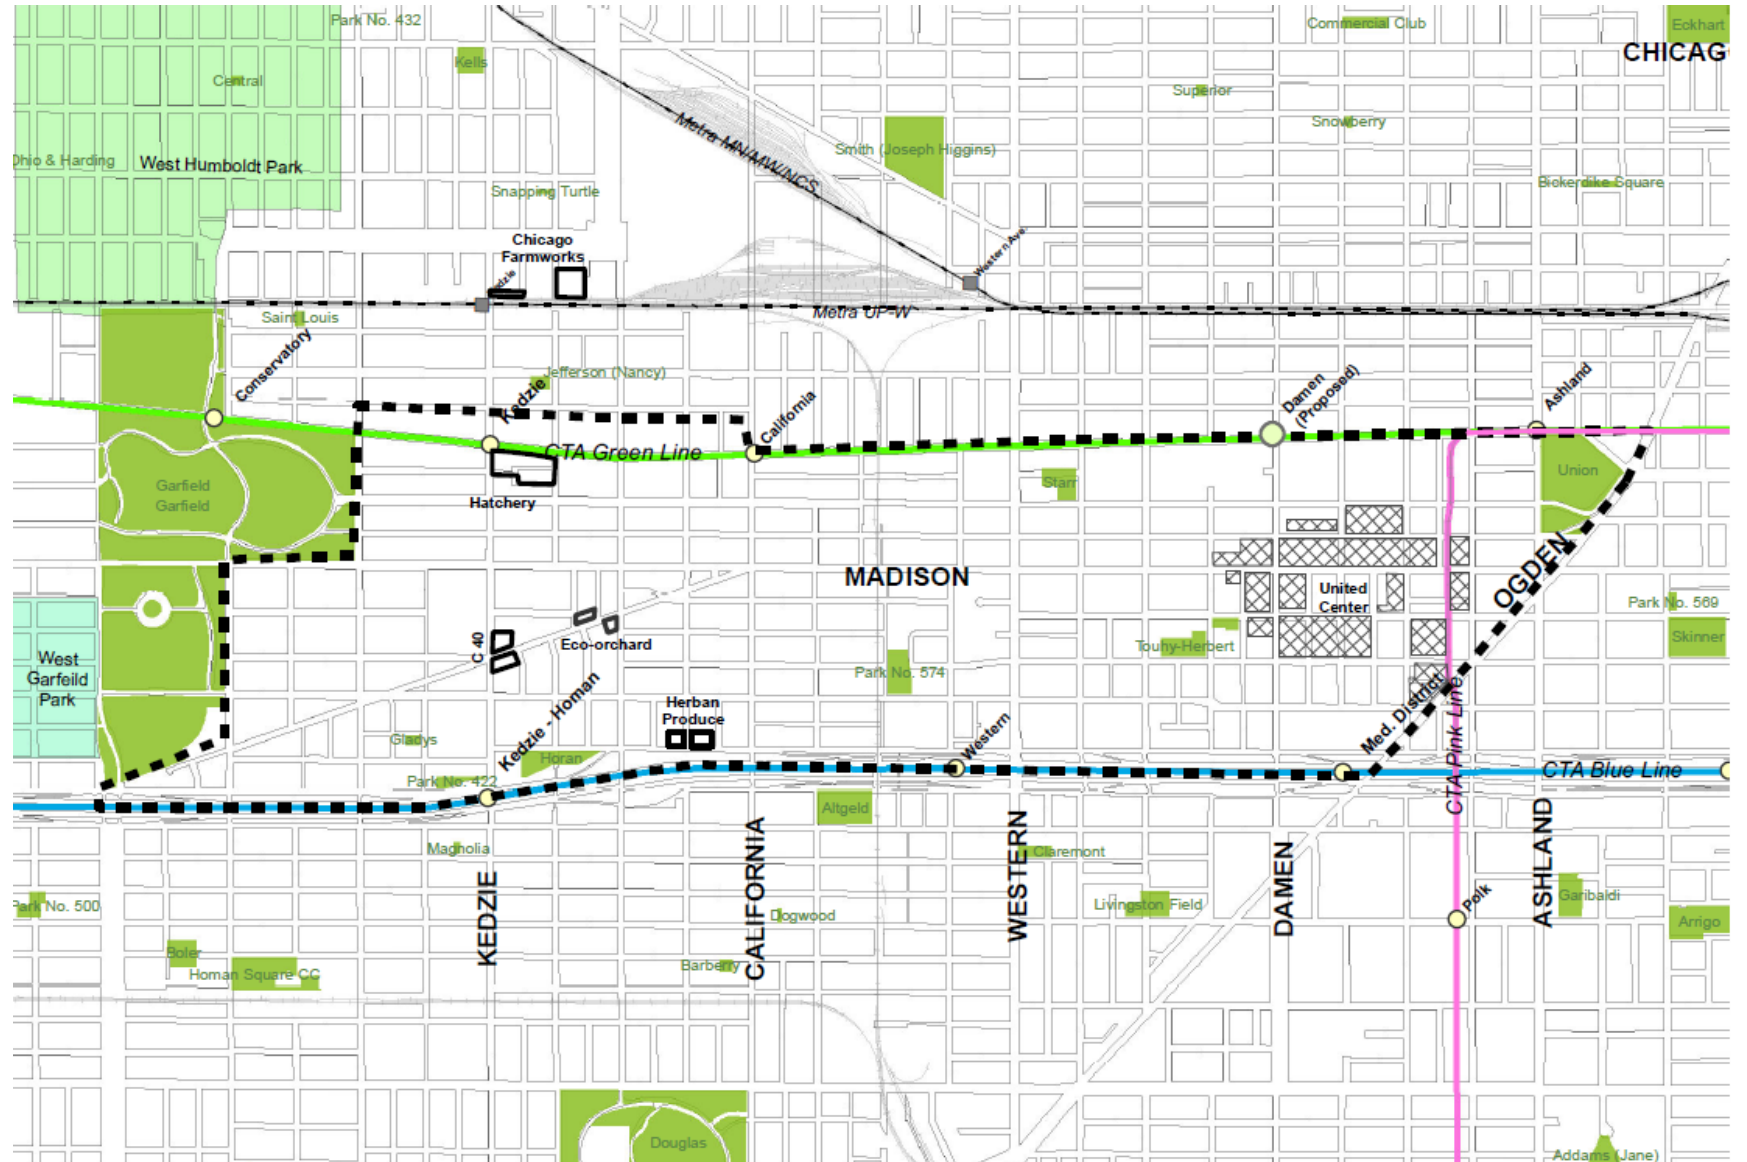 Park No. 432
Commercial Club
Eckhart
CHICAG
Kells
Central
Superior
Snowberry
Metra MN/MW/NCS
Smith (Joseph Higgins)
Ohio & Harding
West Humboldt Park
Snapping Turtle
Bickerdike Square
Chicago
Farmworks
Western Ave.
Metra UP-W
Saint Louis
Conservatory
Jefferson (Nancy)
Kedzie
California
Damen
(Proposed)
Ashland
CTA Green Line
Garfield
Garfield
Hatchery
Starr
Union
MADISON
OGDEN
United
Center
Park No. 569
Skinner
C 40
Eco-orchard
Touhy-Herbert
West
Garfeild
Park
Park No. 574
Kedzie - Homan
Herban
Produce
Gladys
Horan
Western
Med. District
CTA Pink Line
CTA Blue Line
Park No. 422
Altgeld
Magnolia
Claremont
KEDZIE
CALIFORNIA
WESTERN
DAMEN
ASHLAND
Park No. 500
Dogwood
Livingston Field
Polk
Garibaldi
Arrigo
Boler
Homan Square CC
Barberry
Douglas
Addams (Jane)